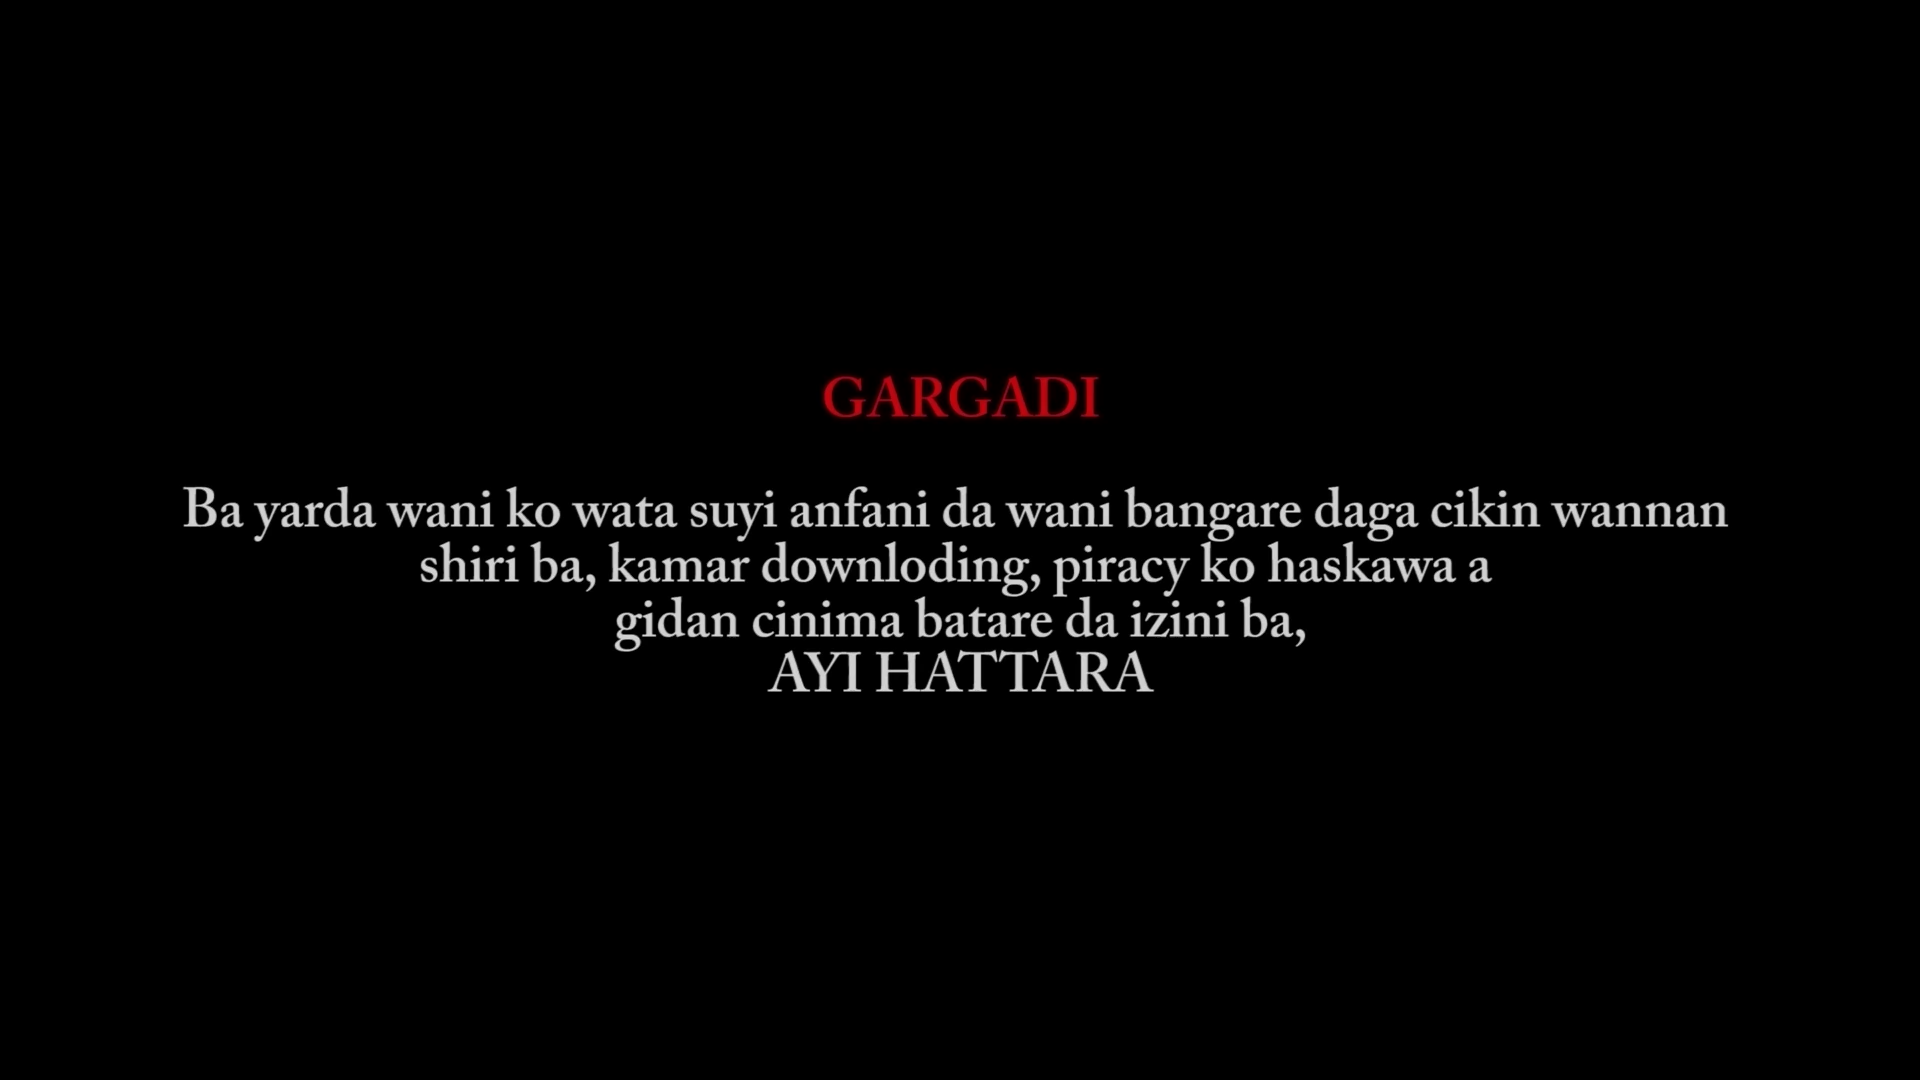 GARGADI
Ba yarda wani ko wata suyi anfani da wani bangare daga cikin wannan
shiri ba, kamar downloding, piracy ko haskawa a
gidan cinima batare da izini ba,
AYI HATTARA